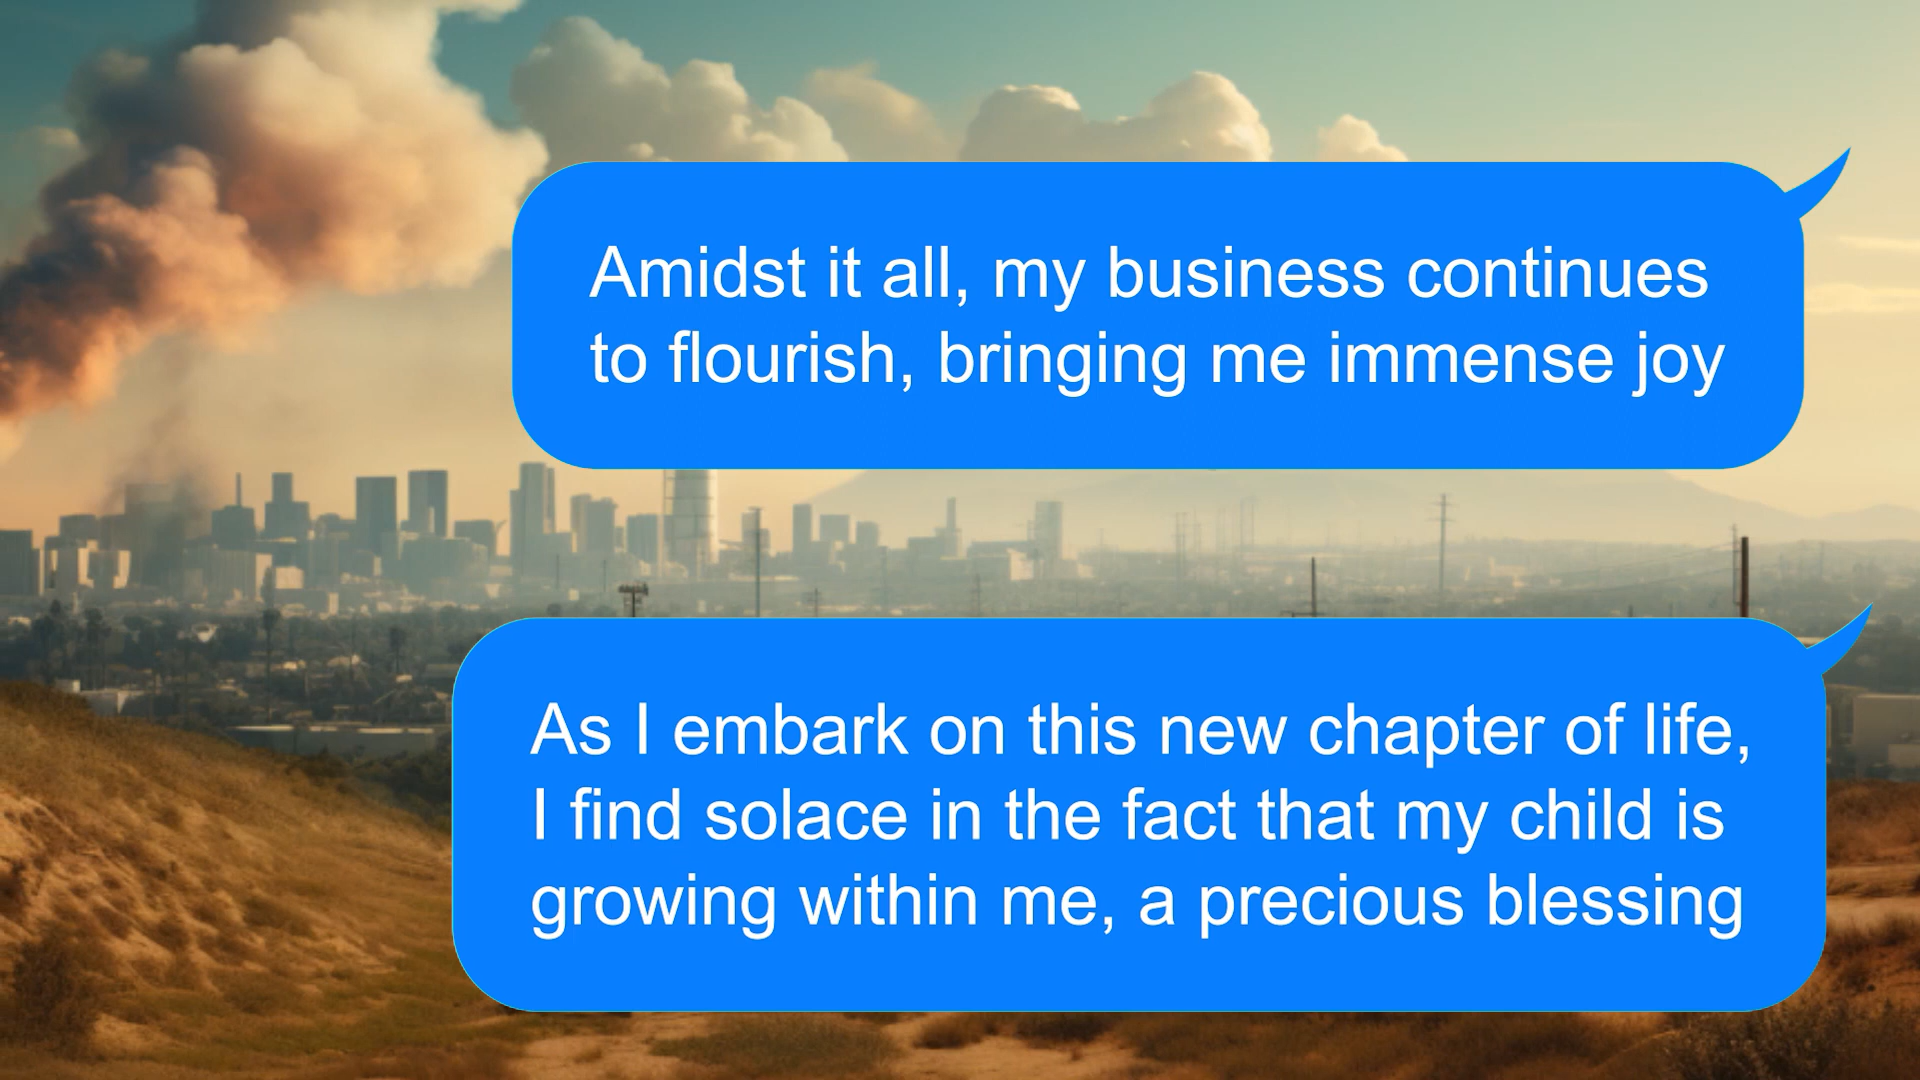 Amidst it all, my business continues
to flourish, bringing me immense joy
As I embark on this new chapter of life,
I find solace in the fact that my child is
growing within me, a precious blessing